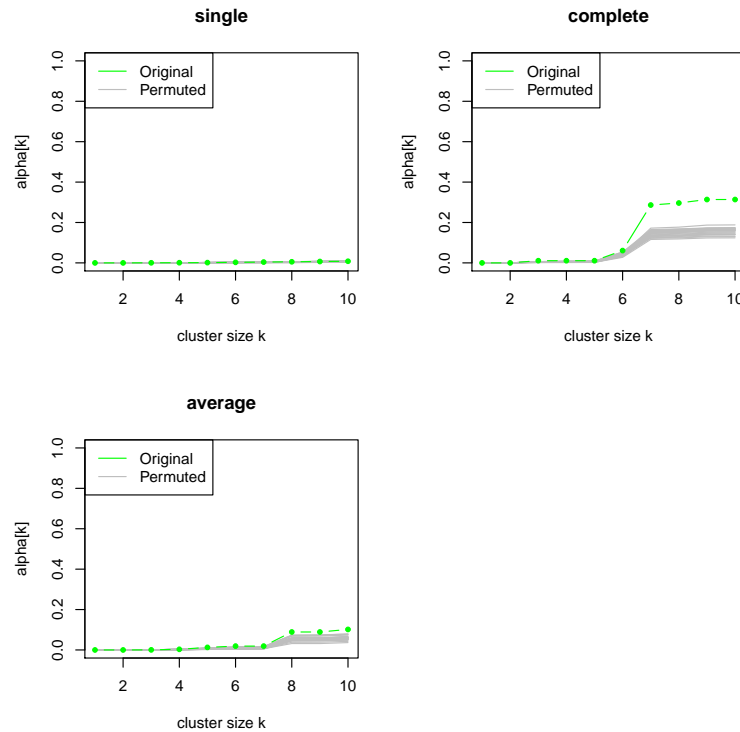 single
1.0
0.8
0.6
0.4
0.2
0.0
alpha[k]
Original
Permuted
2 4 6 8 10
cluster size k
complete
1.0
0.8
0.6
0.4
0.2
0.0
alpha[k]
Original
Permuted
2 4 6 8 10
cluster size k
average
1.0
0.8
0.6
0.4
0.2
0.0
alpha[k]
Original
Permuted
2 4 6 8 10
cluster size k